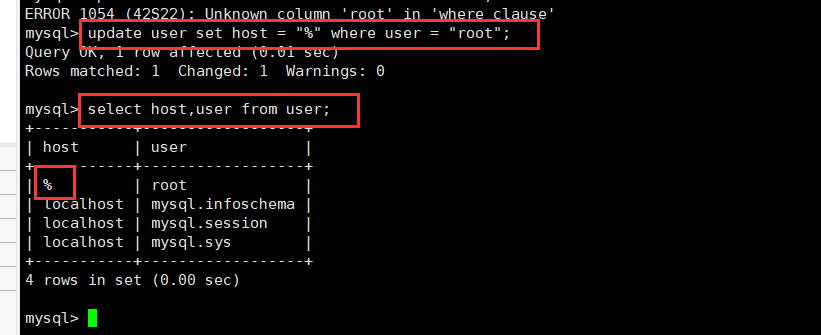 ERROR 1054 (42S22): Unknown column 'root' in 'where clause'
mysql> update user set host = "%" where user = "root";
Query OK, 1 row affected (0.01 sec)
Rows matched: 1  Changed: 1  Warnings: 0

mysql> select host,user from user;
+-----------+------------------+
| host      | user             |
+-----------+------------------+
| %         | root             |
| localhost | mysql.infoschema |
| localhost | mysql.session    |
| localhost | mysql.sys        |
+-----------+------------------+
4 rows in set (0.00 sec)

mysql>